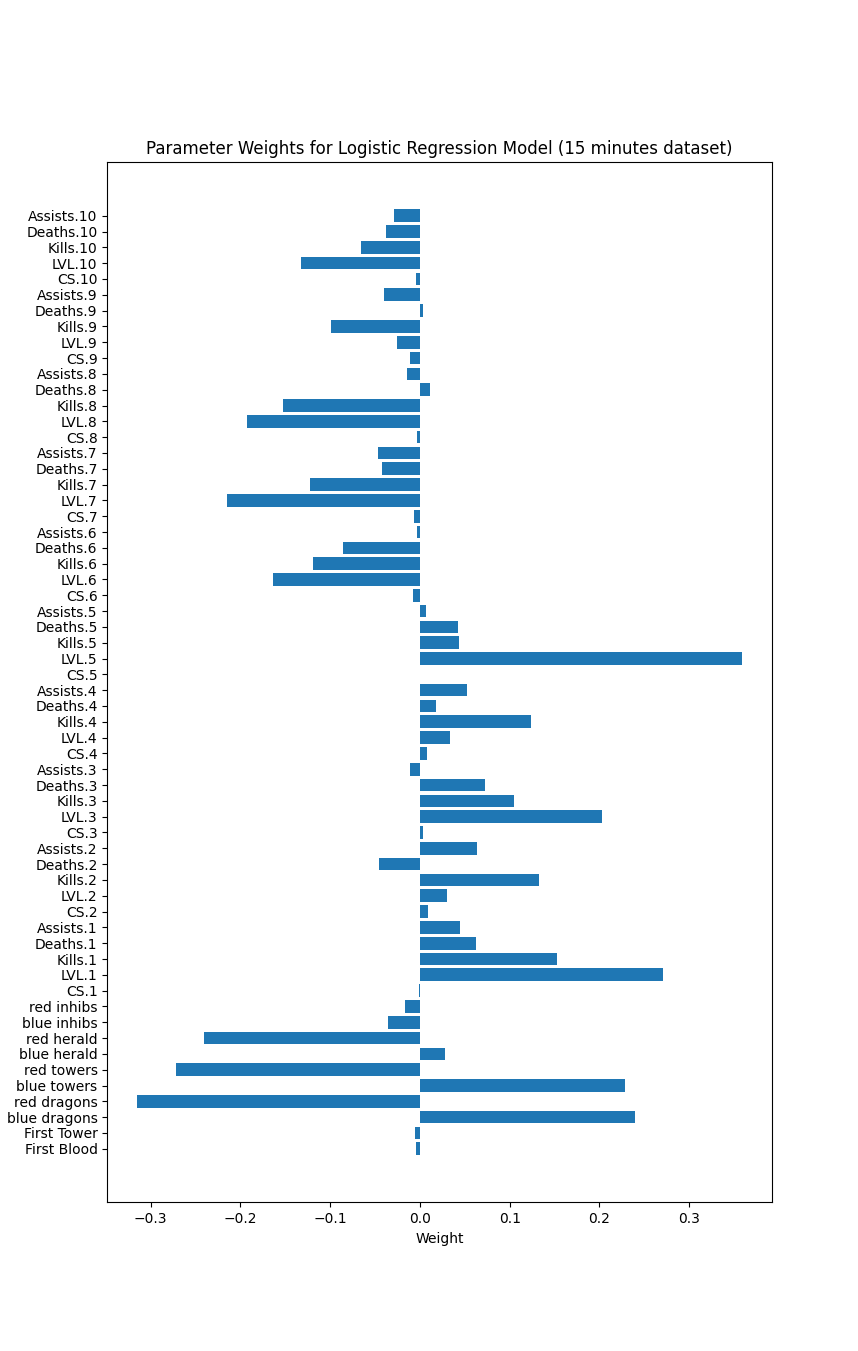 Parameter Weights for Logistic Regression Model (15 minutes dataset)
Assists.10
Deaths.10
Kills.10
LVL.10
CS.10
Assists.9
Deaths.9
Kills.9
LVL.9
CS.9
Assists.8
Deaths.8
Kills.8
LVL.8
CS.8
Assists.7
Deaths.7
Kills.7
LVL.7
CS.7
Assists.6
Deaths.6
Kills.6
LVL.6
CS.6
Assists.5
Deaths.5
Kills.5
LVL.5
CS.5
Assists.4
Deaths.4
Kills.4
LVL.4
CS.4
Assists.3
Deaths.3
Kills.3
LVL.3
CS.3
Assists.2
Deaths.2
Kills.2
LVL.2
CS.2
Assists.1
Deaths.1
Kills.1
LVL.1
CS.1
red inhibs
blue inhibs
red herald
blue herald
red towers
blue towers
red dragons
blue dragons
First Tower
First Blood
−0.3 −0.2 −0.1 0.0 0.1 0.2 0.3
Weight